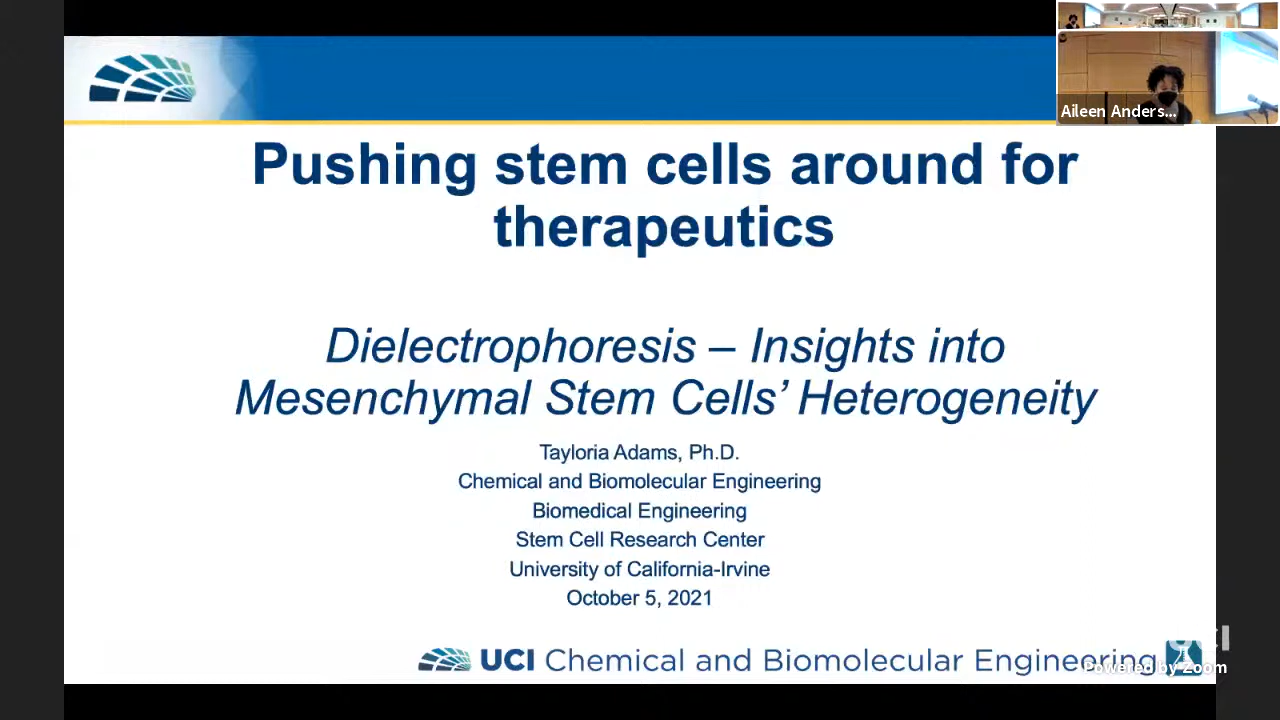 Aileen Anders...
Pushing stem cells around for
therapeutics
Dielectrophoresis – Insights into
Mesenchymal Stem Cells’ Heterogeneity
Tayloria Adams, Ph.D.
Chemical and Biomolecular Engineering
Biomedical Engineering
Stem Cell Research Center
University of California-Irvine
October 5, 2021
UCI Chemical and Biomolecular Engineering
UCI
Powered by Zoom